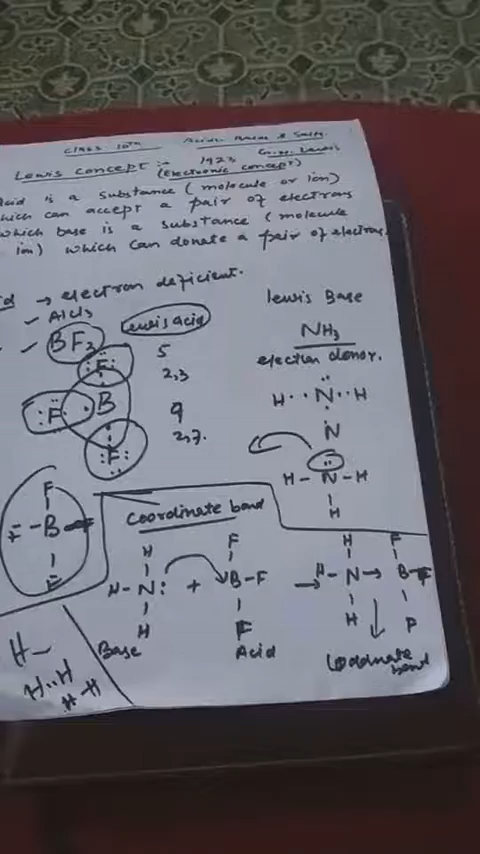 CLASS 10TH Acids Bases & Salts
Lewis Concept :- 1923 G.N. Lewis
(electronic concept)
Acid is a substance (molecule or ion)
which can accept a pair of electrons
which base is a substance (molecule
ion) which can donate a pair of electrons.
→ electron deficient.
AlCl3 Lewis acid
BF3
5
2,3
9
2,7.
:F:
:F: B
:F:
F
F-B-F
F
Lewis Base
NH3
electron donor.
H··N··H
N
H-N-H
H
Coordinate bond
H F H F
H-N: + B-F → H-N→B-F
H F H F
Base Acid Coordinate
bond
H-
H··H
H-H